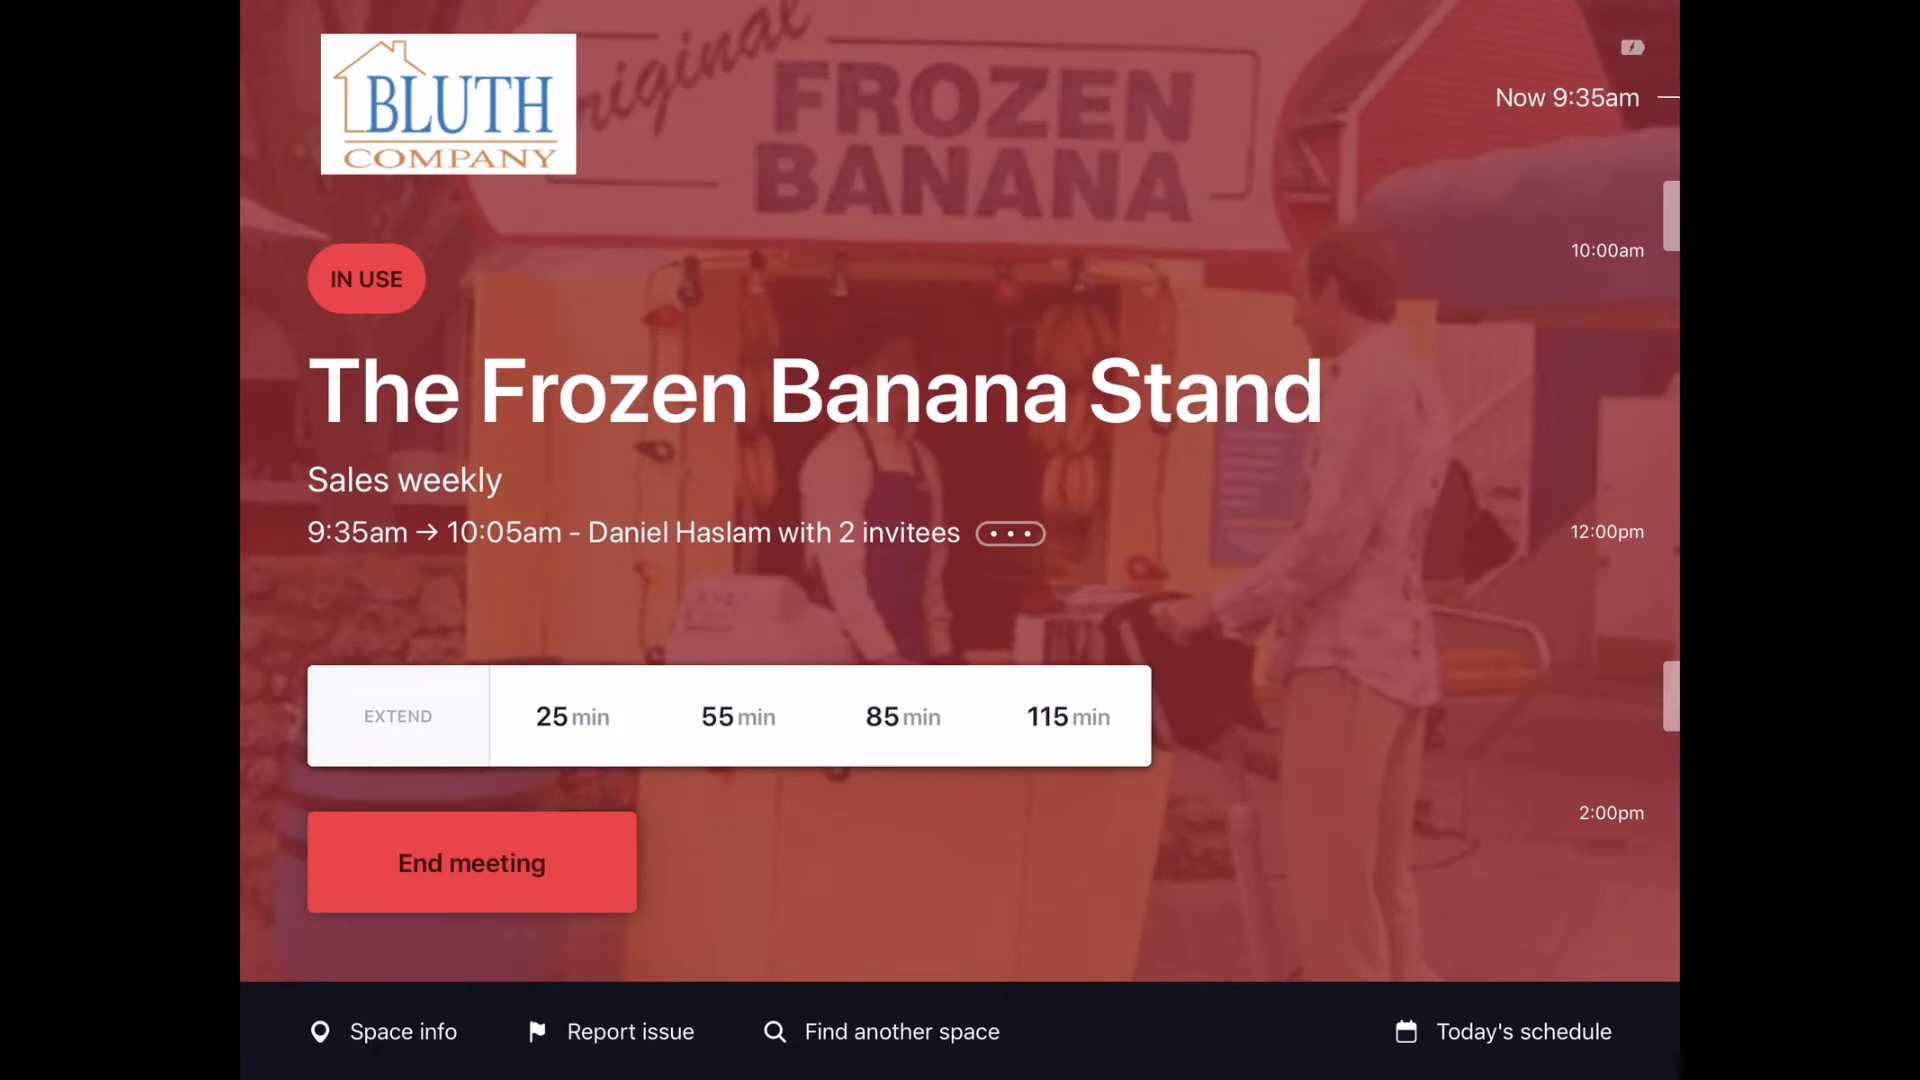 BLUTH
COMPANY
Original
FROZEN
BANANA
Now 9:35am
10:00am
IN USE
The Frozen Banana Stand
Sales weekly
9:35am → 10:05am - Daniel Haslam with 2 invitees
12:00pm
EXTEND 25 min 55 min 85 min 115 min
2:00pm
End meeting
Space info Report issue Find another space Today's schedule